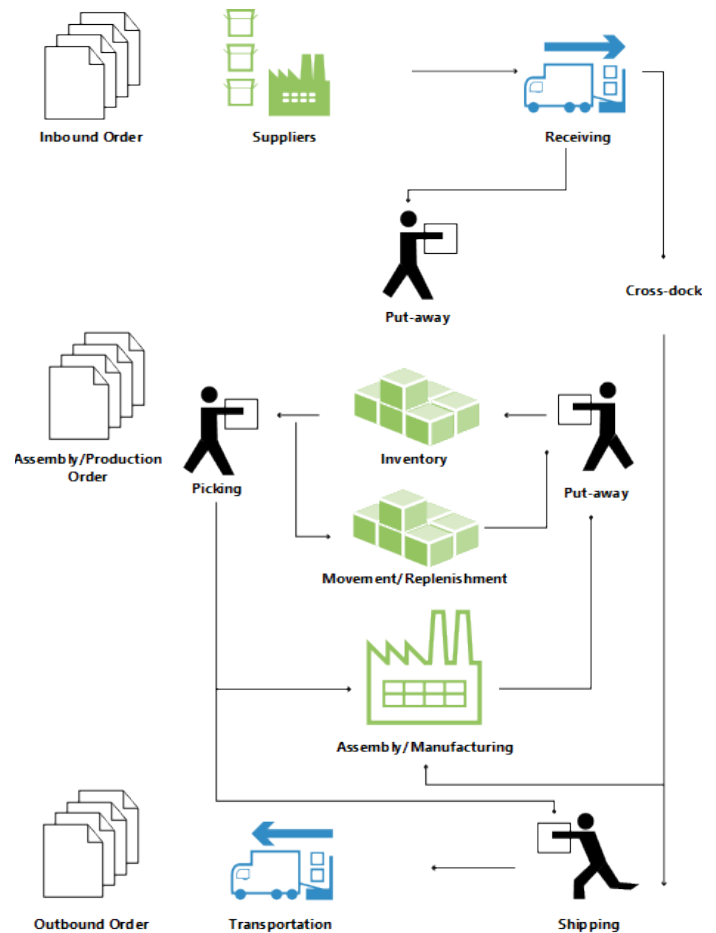 Inbound Order
Suppliers
Receiving
Put-away
Cross-dock
Assembly/Production
Order
Picking
Inventory
Put-away
Movement/Replenishment
Assembly/Manufacturing
Outbound Order
Transportation
Shipping